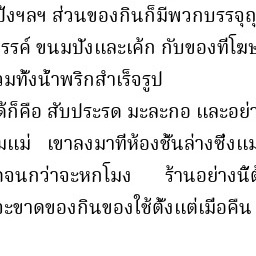 ปังฯลฯ ส่วนของกินก็มีพวกบรรจุถุ
รรค์ ขนมปังและเค้ก กับของที่โฆษ
วมทั้งน้ำพริกสำเร็จรูป
ด้ก็คือ สับปะรด มะละกอ และอย่า
มแม่ เขาลงมาที่ห้องชั้นล่างซึ่งแม
าจนกว่าจะหกโมง ร้านอย่างนี้ต้
จะขาดของกินของใช้ตั้งแต่เมื่อคืน